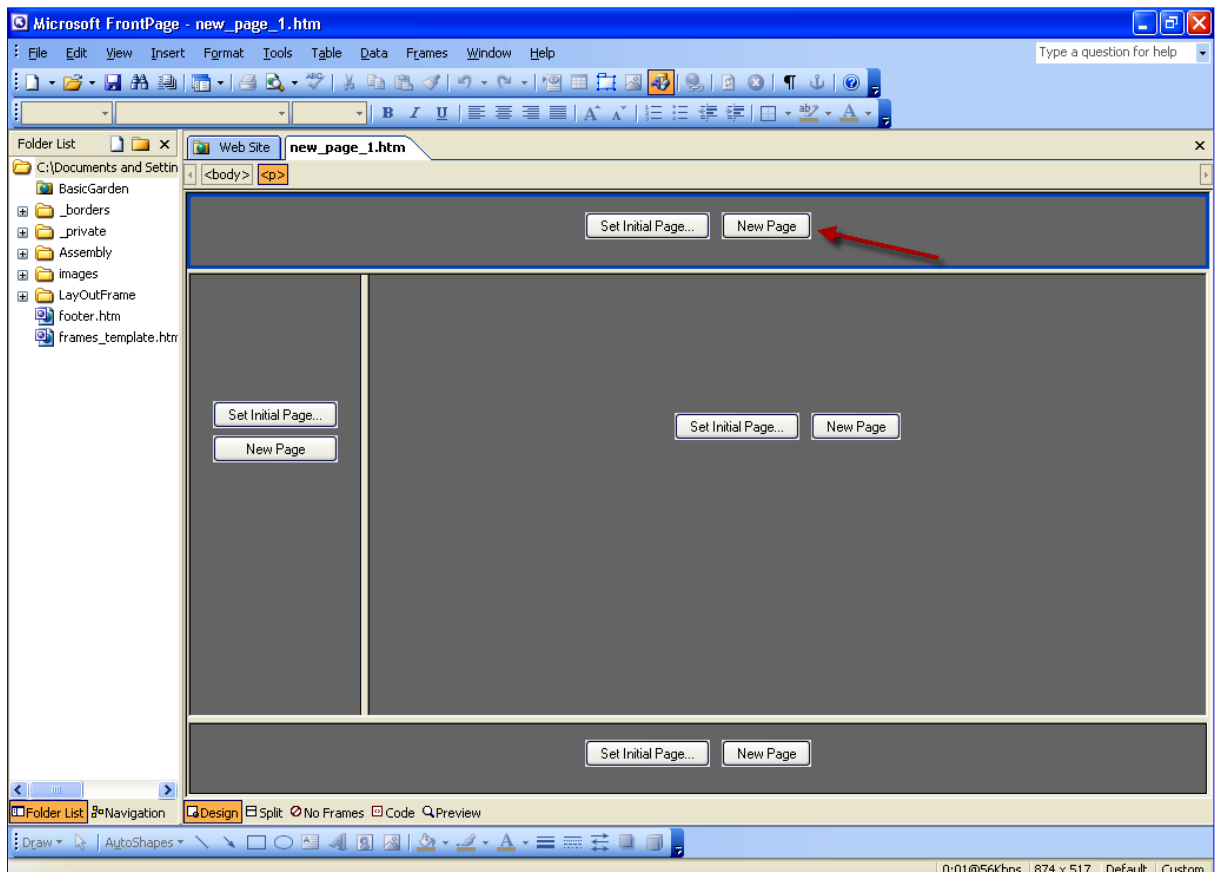 Microsoft FrontPage - new_page_1.htm
File Edit View Insert Format Tools Table Data Frames Window Help Type a question for help
B I U
Folder List
Web Site new_page_1.htm
C:\Documents and Settin
<body> <p>
BasicGarden
_borders
_private
Assembly
images
LayOutFrame
footer.htm
frames_template.htm
Set Initial Page... New Page
Set Initial Page...
New Page
Set Initial Page... New Page
Set Initial Page... New Page
Folder List Navigation Design Split No Frames Code Preview
Draw AutoShapes
0:01@56Kbps 874 x 517 Default Custom